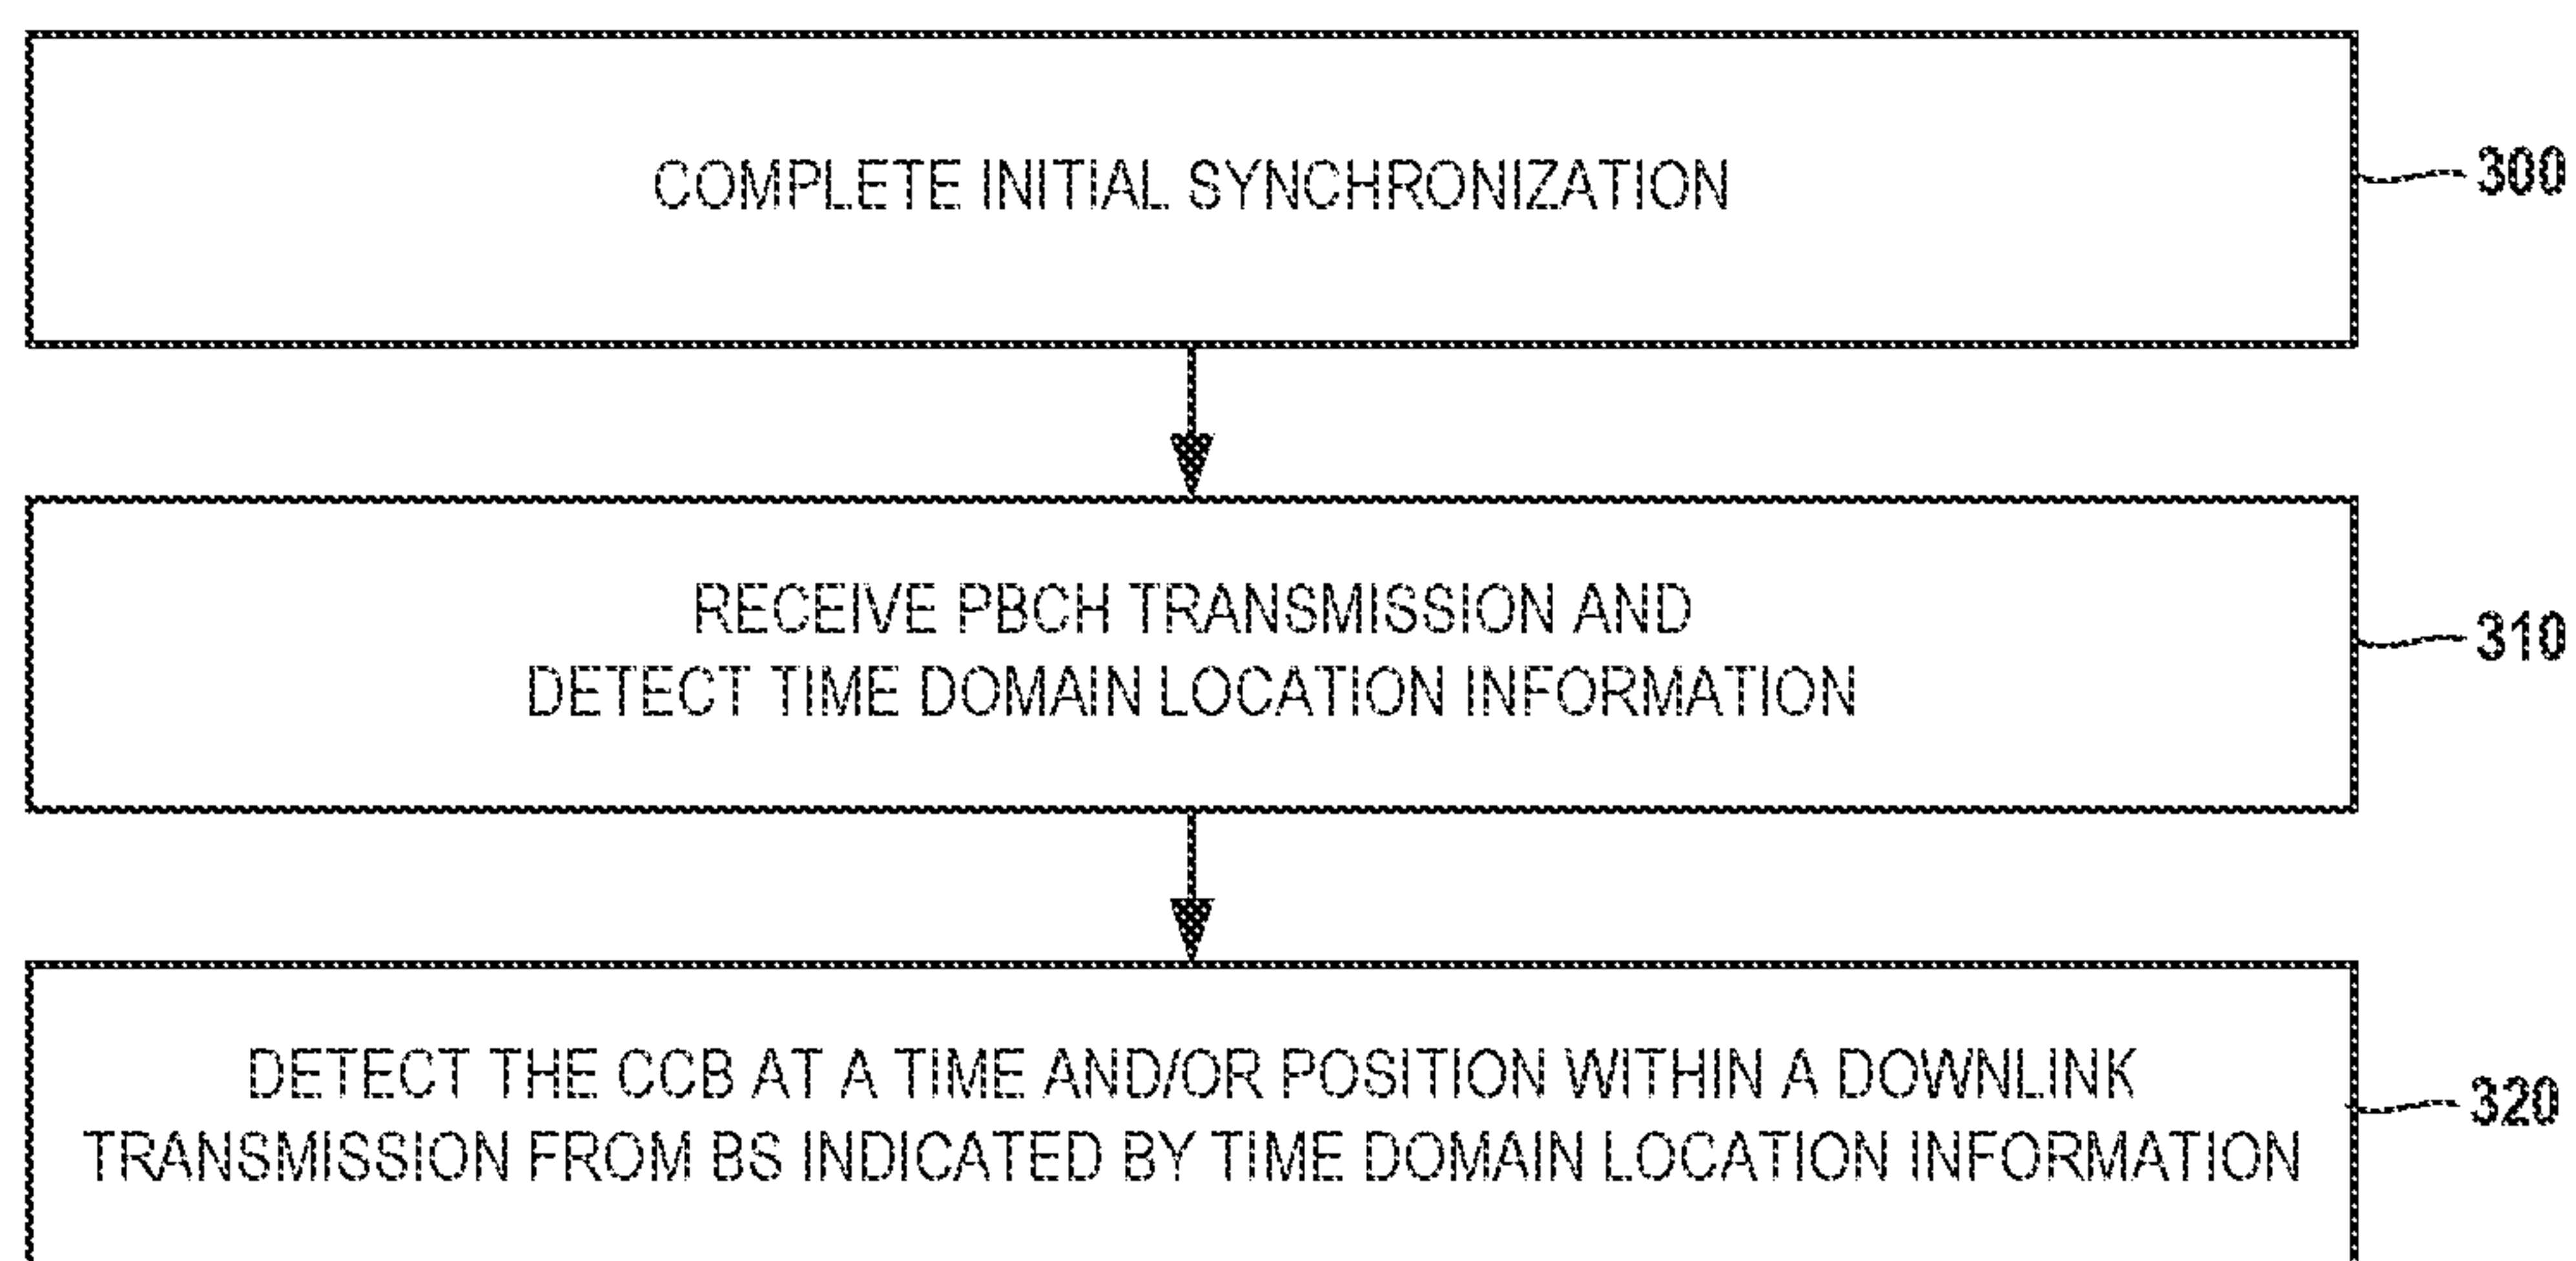 COMPLETE INITIAL SYNCHRONIZATION
300
RECEIVE PBCH TRANSMISSION AND
DETECT TIME DOMAIN LOCATION INFORMATION
310
DETECT THE CCB AT A TIME AND/OR POSITION WITHIN A DOWNLINK
TRANSMISSION FROM BS INDICATED BY TIME DOMAIN LOCATION INFORMATION
320